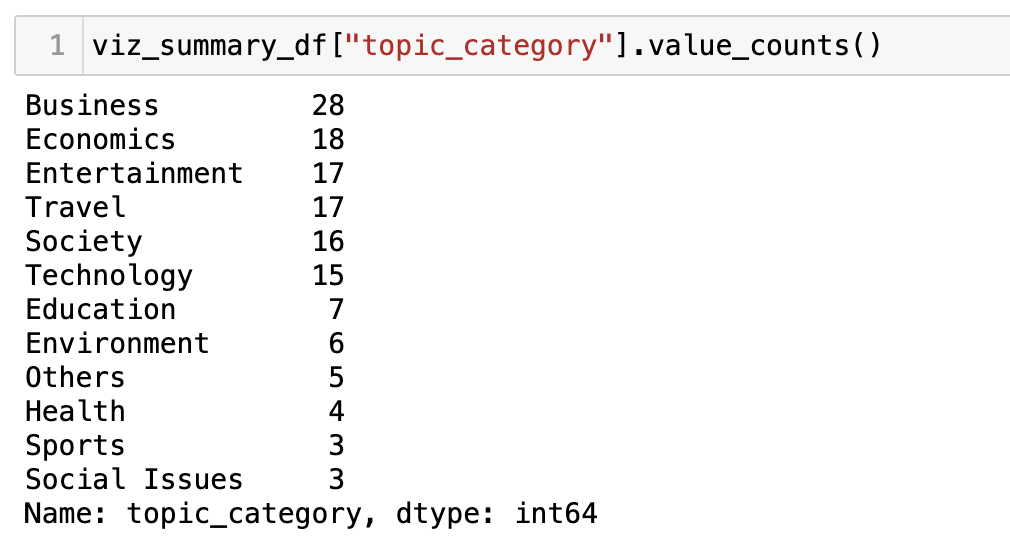 1 viz_summary_df["topic_category"].value_counts()
Business 28
Economics 18
Entertainment 17
Travel 17
Society 16
Technology 15
Education 7
Environment 6
Others 5
Health 4
Sports 3
Social Issues 3
Name: topic_category, dtype: int64